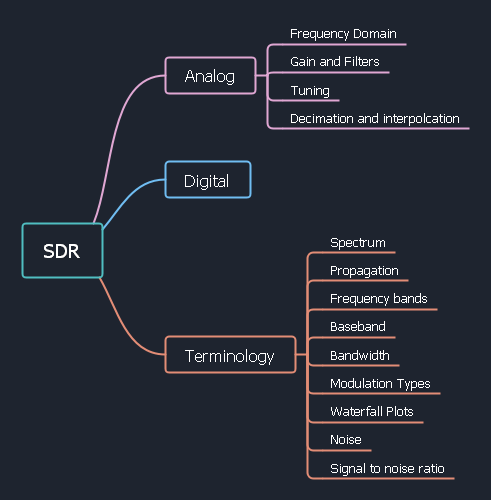 SDR
Analog
Frequency Domain
Gain and Filters
Tuning
Decimation and interpolcation
Digital
Terminology
Spectrum
Propagation
Frequency bands
Baseband
Bandwidth
Modulation Types
Waterfall Plots
Noise
Signal to noise ratio